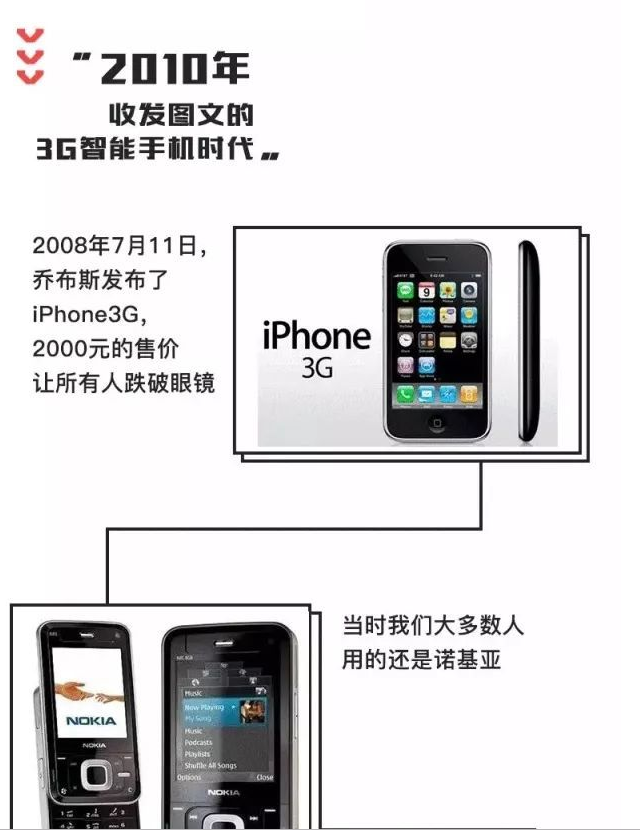 “2010年
收发图文的
3G智能手机时代„
2008年7月11日，
乔布斯发布了
iPhone3G，
2000元的售价
让所有人跌破眼镜
iPhone
3G
9
当时我们大多数人
用的还是诺基亚
NOKIA
NOKIA
Music
Now Playing
My Song
Music
Podcasts
Playlists
Shuffle All Songs
Options Close
NOKIA